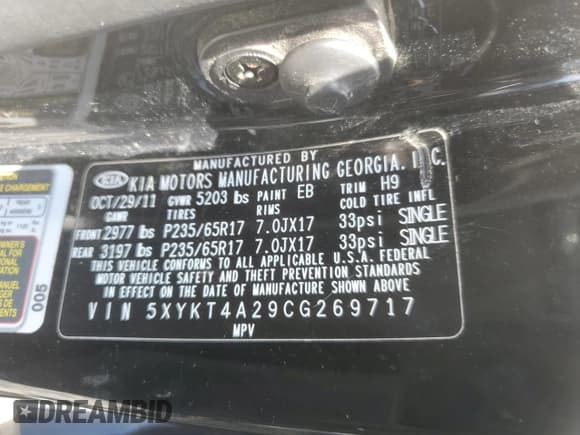 MANUFACTURED BY
KIA KIA MOTORS MANUFACTURING GEORGIA, INC.
OCT/29/11 GVWR 5203 lbs PAINT EB TRIM H9
GAWR TIRES RIMS COLD TIRE INFL
FRONT 2977 lbs P235/65R17 7.0JX17 33psi SINGLE
REAR 3197 lbs P235/65R17 7.0JX17 33psi SINGLE
THIS VEHICLE CONFORMS TO ALL APPLICABLE U.S.A. FEDERAL
MOTOR VEHICLE SAFETY AND THEFT PREVENTION STANDARDS
IN EFFECT ON THE DATE OF MANUFACTURE SHOWN ABOVE
VIN 5XYKT4A29CG269717
MPV
005
DREAMBID